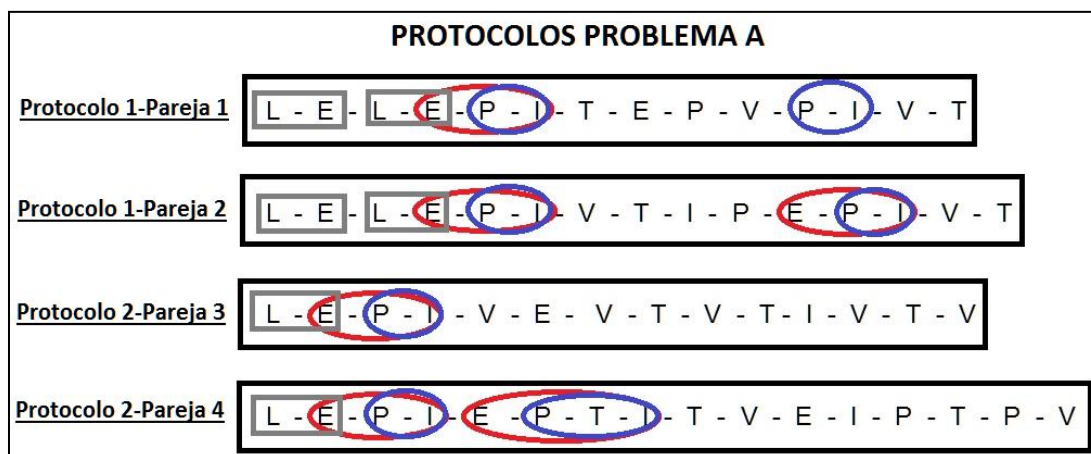 PROTOCOLOS PROBLEMA A
Protocolo 1-Pareja 1 L - E - L - E - P - I - T - E - P - V - P - I - V - T
Protocolo 1-Pareja 2 L - E - L - E - P - I - V - T - I - P - E - P - I - V - T
Protocolo 2-Pareja 3 L - E - P - I - V - E - V - T - V - T - I - V - T - V
Protocolo 2-Pareja 4 L - E - P - I - E - P - T - I - T - V - E - I - P - T - P - V